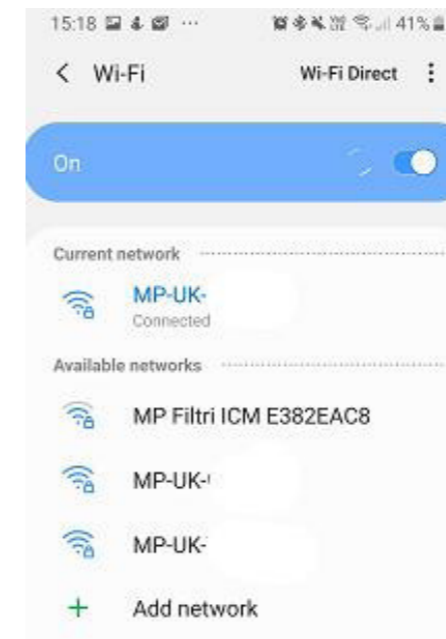 15:18 ... 41%
< Wi-Fi Wi-Fi Direct
On
Current network
MP-UK-
Connected
Available networks
MP Filtri ICM E382EAC8
MP-UK-
MP-UK-
+ Add network